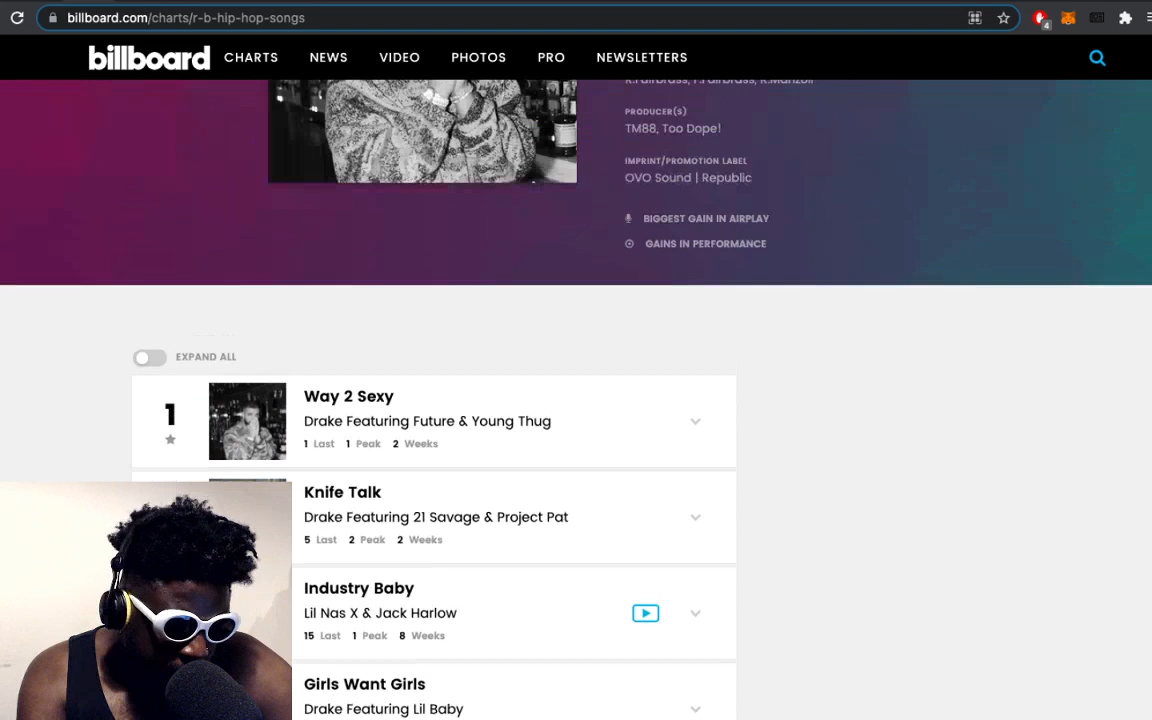 billboard.com/charts/r-b-hip-hop-songs
4
billboard CHARTS NEWS VIDEO PHOTOS PRO NEWSLETTERS
R.Fairbrass, F.Fairbrass, R.Manzoli
PRODUCER(S)
TM88, Too Dope!
IMPRINT/PROMOTION LABEL
OVO Sound | Republic
BIGGEST GAIN IN AIRPLAY
GAINS IN PERFORMANCE
EXPAND ALL
1
Way 2 Sexy
Drake Featuring Future & Young Thug
1 Last 1 Peak 2 Weeks
Knife Talk
Drake Featuring 21 Savage & Project Pat
5 Last 2 Peak 2 Weeks
Industry Baby
Lil Nas X & Jack Harlow
15 Last 1 Peak 8 Weeks
Girls Want Girls
Drake Featuring Lil Baby